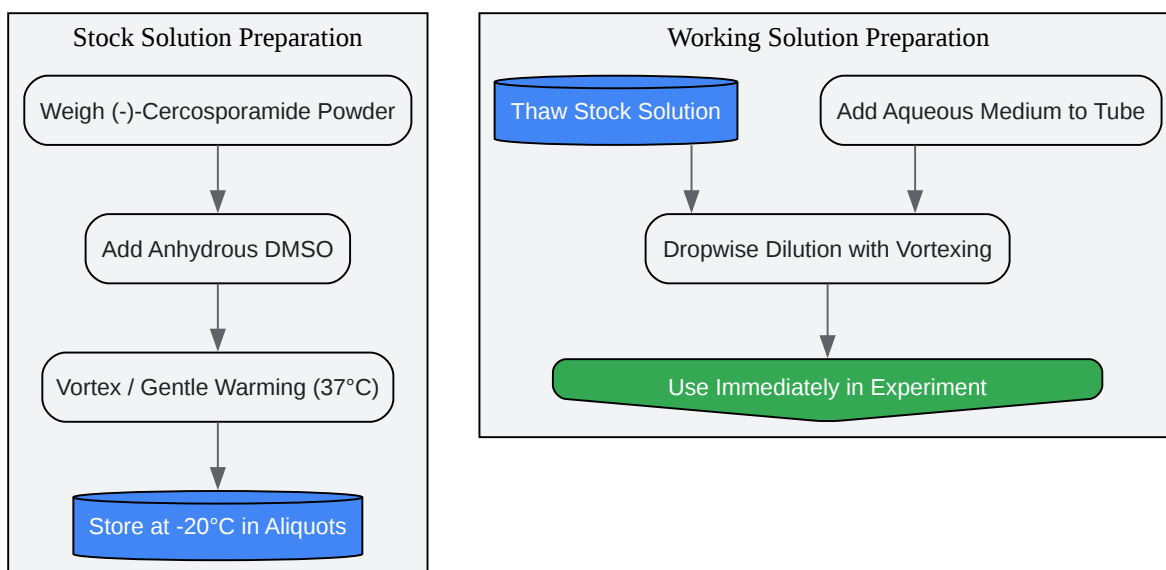 Stock Solution Preparation
Weigh (-)-Cercosporamide Powder
Add Anhydrous DMSO
Vortex / Gentle Warming (37°C)
Store at -20°C in Aliquots
Working Solution Preparation
Thaw Stock Solution
Add Aqueous Medium to Tube
Dropwise Dilution with Vortexing
Use Immediately in Experiment